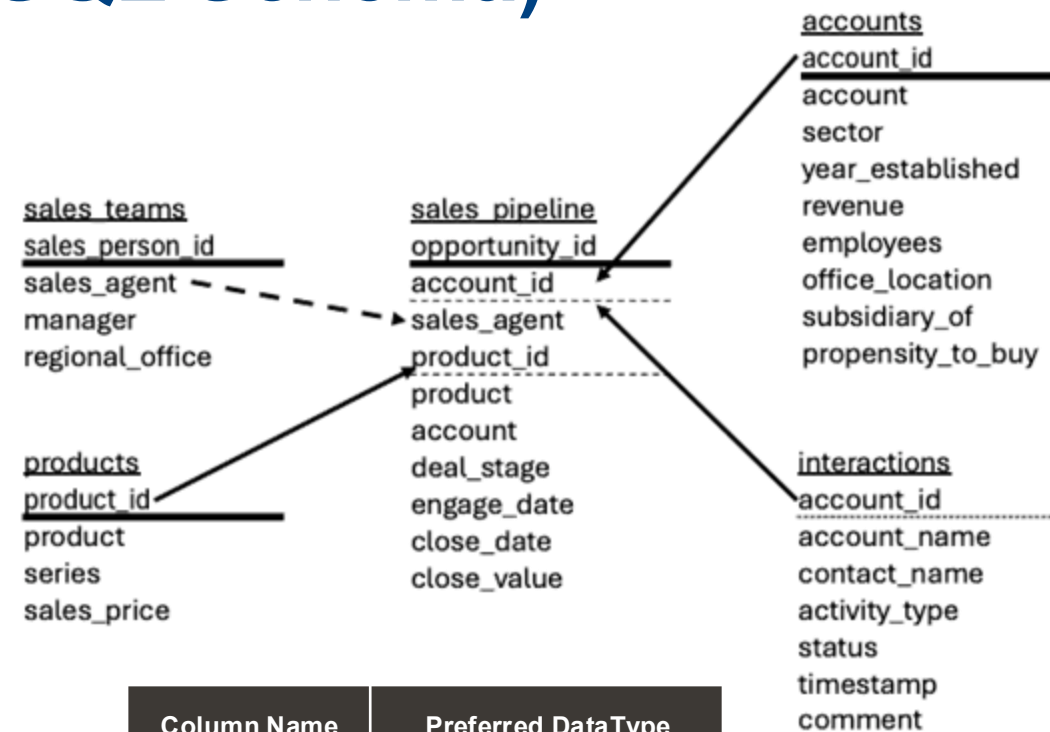 accounts
account_id
account
sector
year_established
revenue
employees
office_location
subsidiary_of
propensity_to_buy
sales_teams
sales_person_id
sales_agent
manager
regional_office
sales_pipeline
opportunity_id
account_id
sales_agent
product_id
product
account
deal_stage
engage_date
close_date
close_value
products
product_id
product
series
sales_price
interactions
account_id
account_name
contact_name
activity_type
status
timestamp
comment
Column Name
Preferred DataType